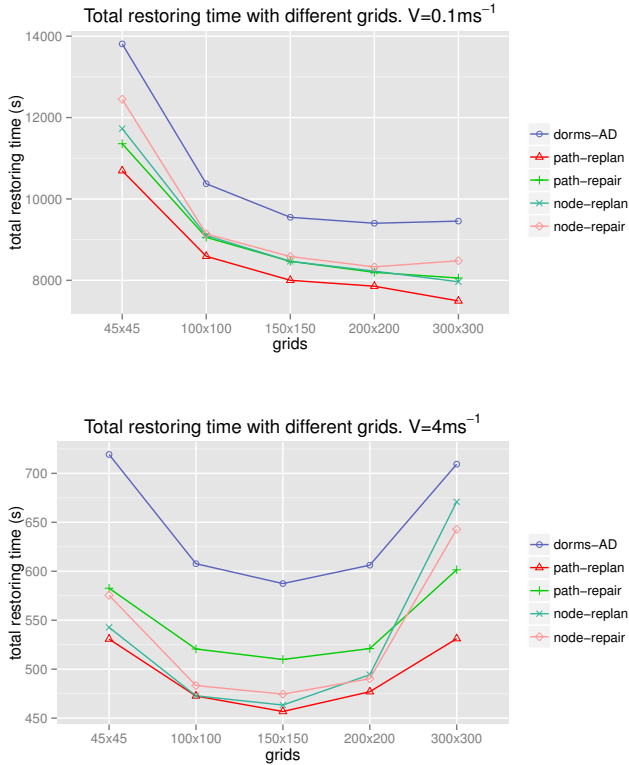 Total restoring time with different grids. V=0.1ms⁻¹
total restoring time (s)
14000
12000
10000
8000
45x45
100x100
150x150
200x200
300x300
grids
dorms-AD
path-replan
path-repair
node-replan
node-repair
Total restoring time with different grids. V=4ms⁻¹
total restoring time (s)
700
650
600
550
500
450
45x45
100x100
150x150
200x200
300x300
grids
dorms-AD
path-replan
path-repair
node-replan
node-repair